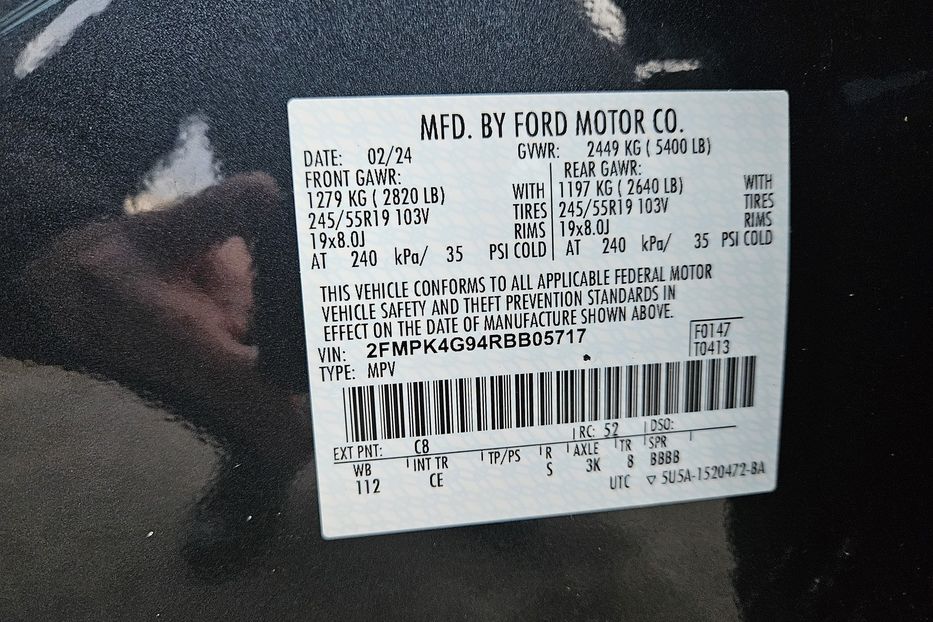 MFD. BY FORD MOTOR CO.
DATE: 02/24 GVWR: 2449 KG ( 5400 LB)
FRONT GAWR:
1279 KG ( 2820 LB) WITH
245/55R19 103V TIRES
19x8.0J RIMS
AT 240 kPa/ 35 PSI COLD
REAR GAWR:
1197 KG ( 2640 LB) WITH
245/55R19 103V TIRES
19x8.0J RIMS
AT 240 kPa/ 35 PSI COLD
THIS VEHICLE CONFORMS TO ALL APPLICABLE FEDERAL MOTOR
VEHICLE SAFETY AND THEFT PREVENTION STANDARDS IN
EFFECT ON THE DATE OF MANUFACTURE SHOWN ABOVE.
VIN: 2FMPK4G94RBB05717
TYPE: MPV
F0147
T0413
EXT PNT: C8 RC: 52 DSO:
WB INT TR TP/PS R AXLE TR SPR
112 CE S 3K 8 BBBB
UTC ▽ 5U5A-1520472-BA